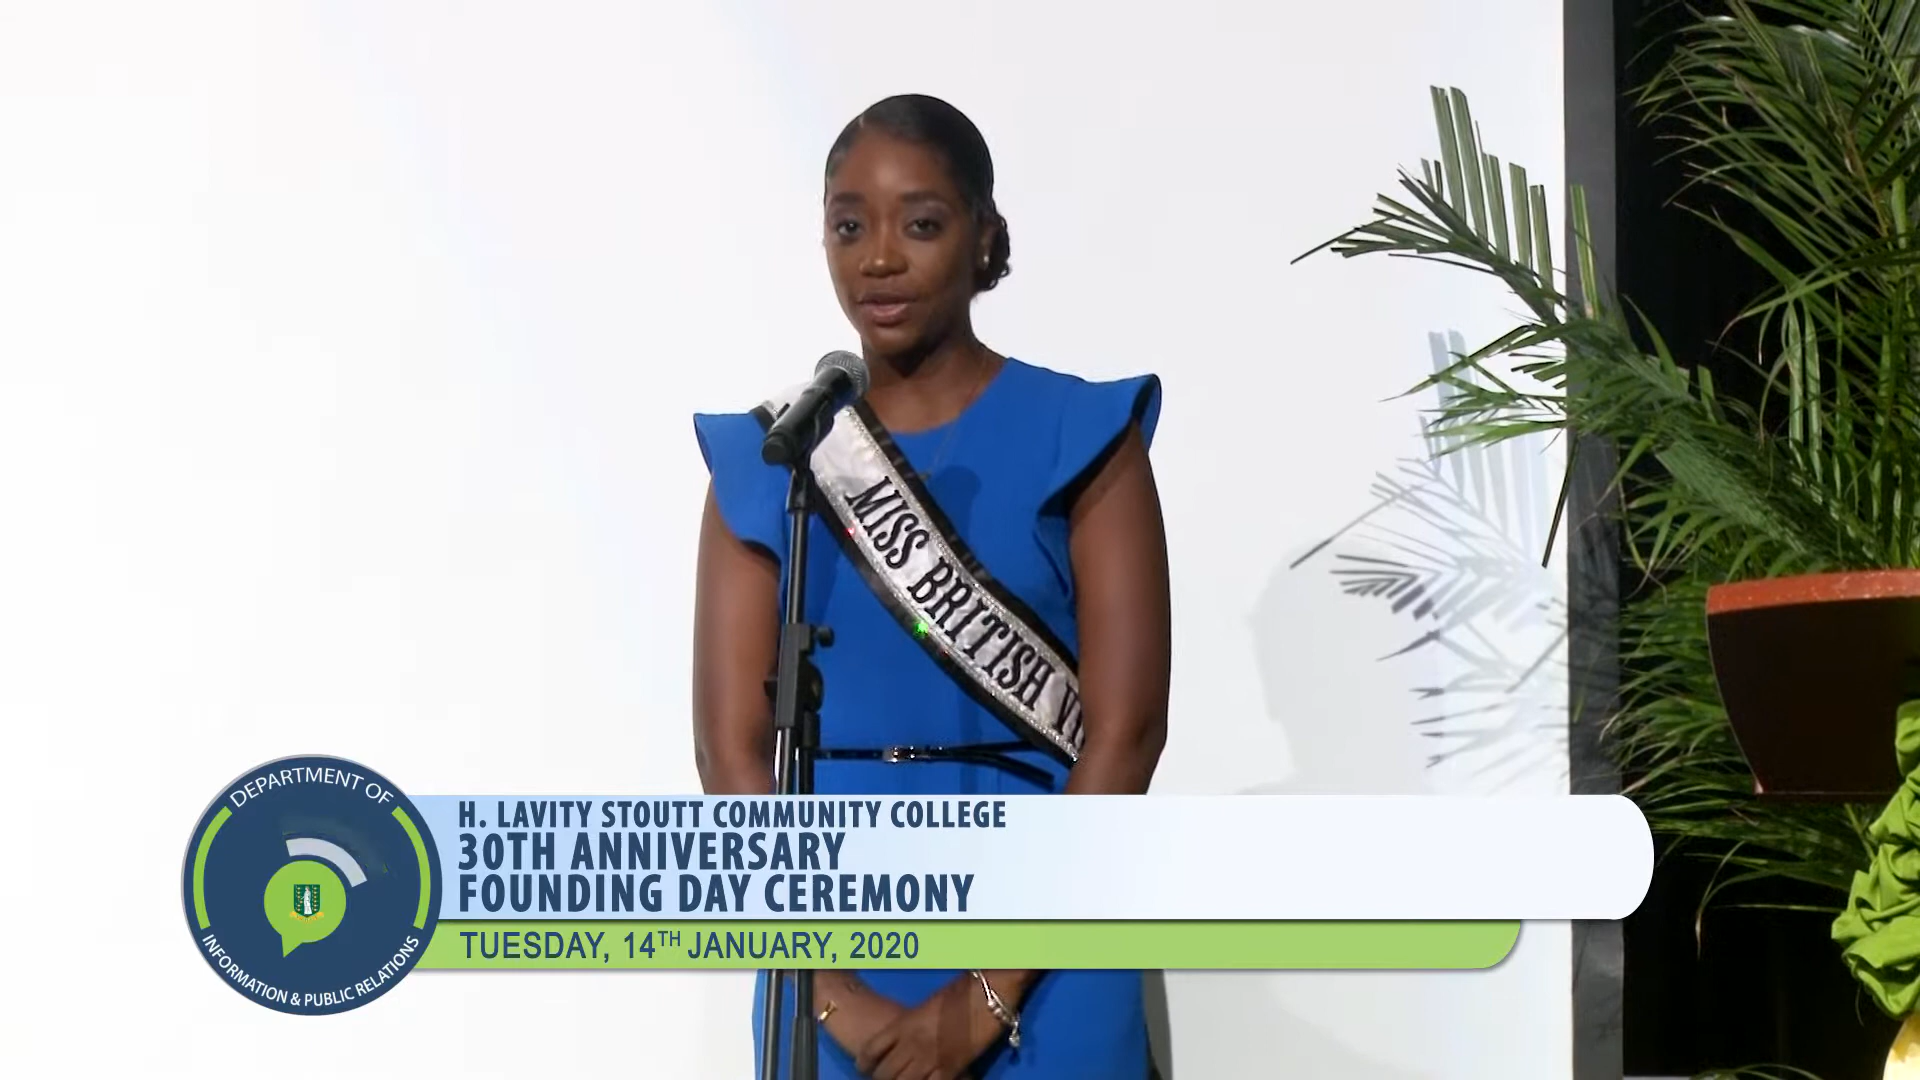 MISS BRITISH VI
H. LAVITY STOUTT COMMUNITY COLLEGE
30TH ANNIVERSARY
FOUNDING DAY CEREMONY
TUESDAY, 14TH JANUARY, 2020
DEPARTMENT OF
INFORMATION & PUBLIC RELATIONS